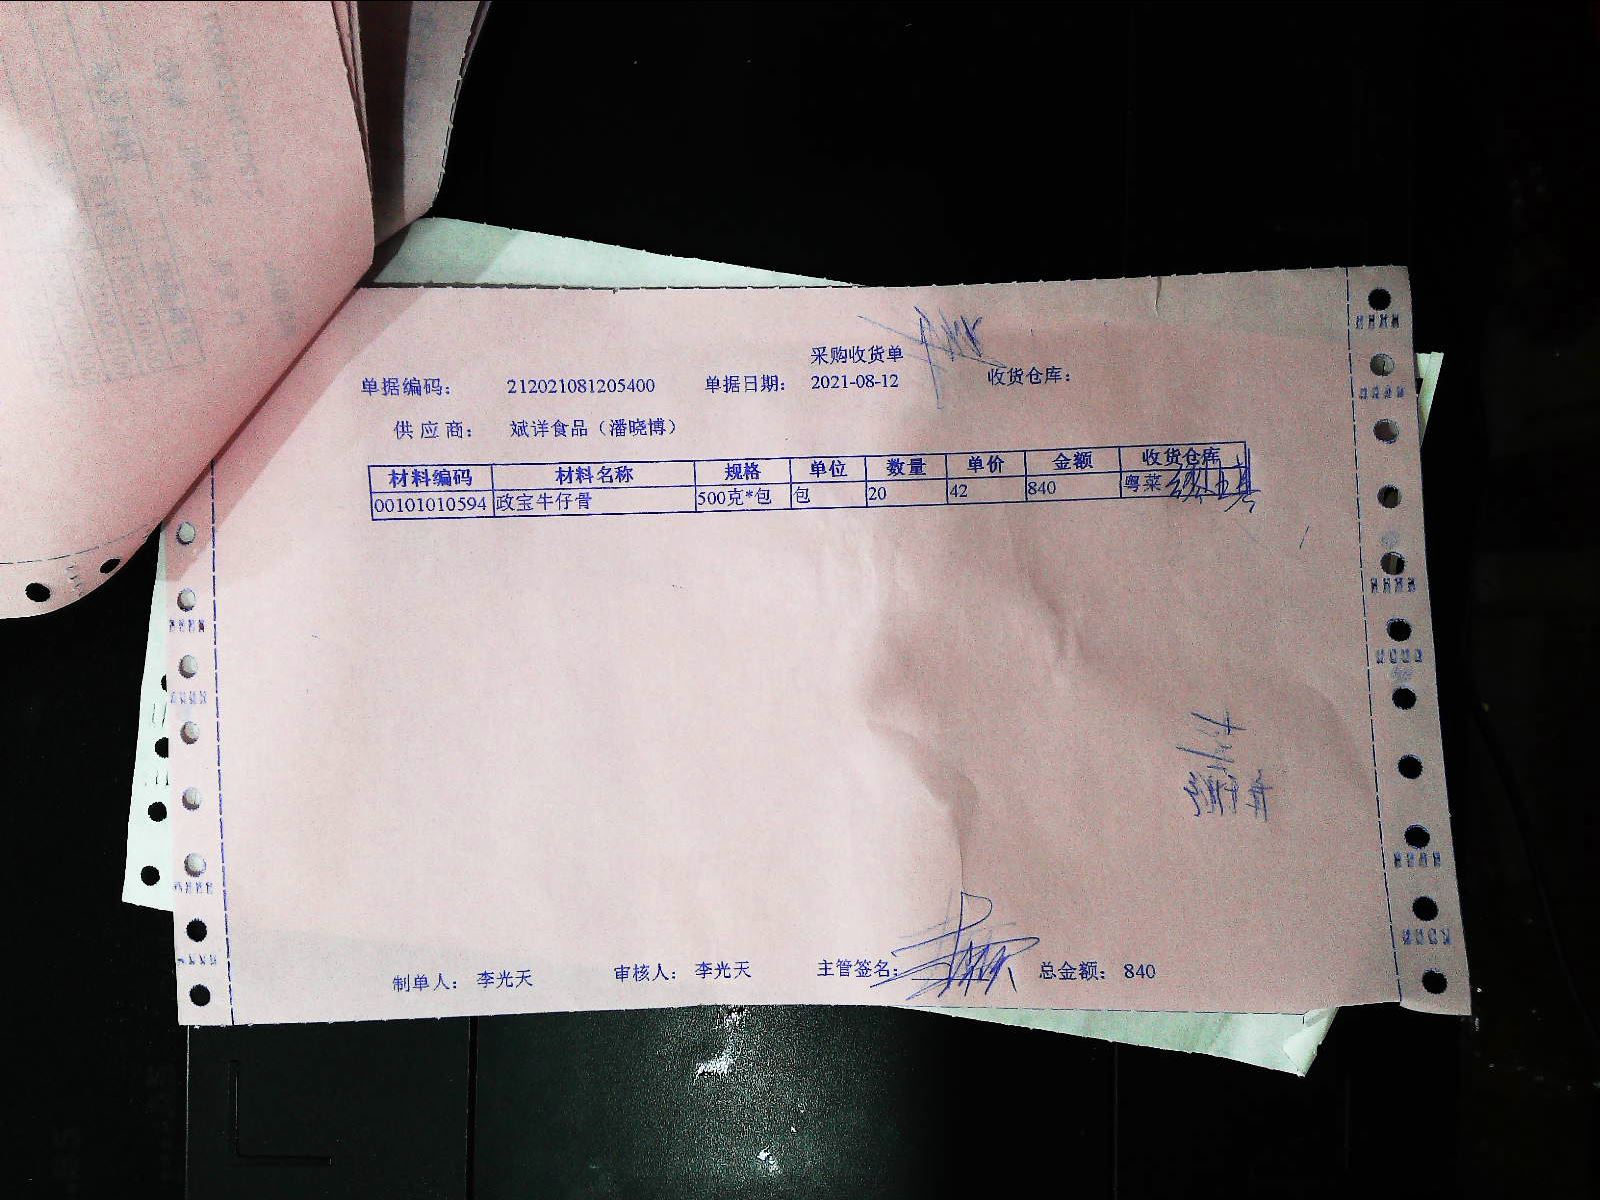 采购收货单
单据编码： 212021081205400 单据日期： 2021-08-12 收货仓库：
供应商： 斌详食品（潘晓博）
材料编码 材料名称 规格 单位 数量 单价 金额 收货仓库
00101010594 政宝牛仔骨 500克*包 包 20 42 840 粤菜
制单人： 李光天 审核人： 李光天 主管签名： 总金额： 840